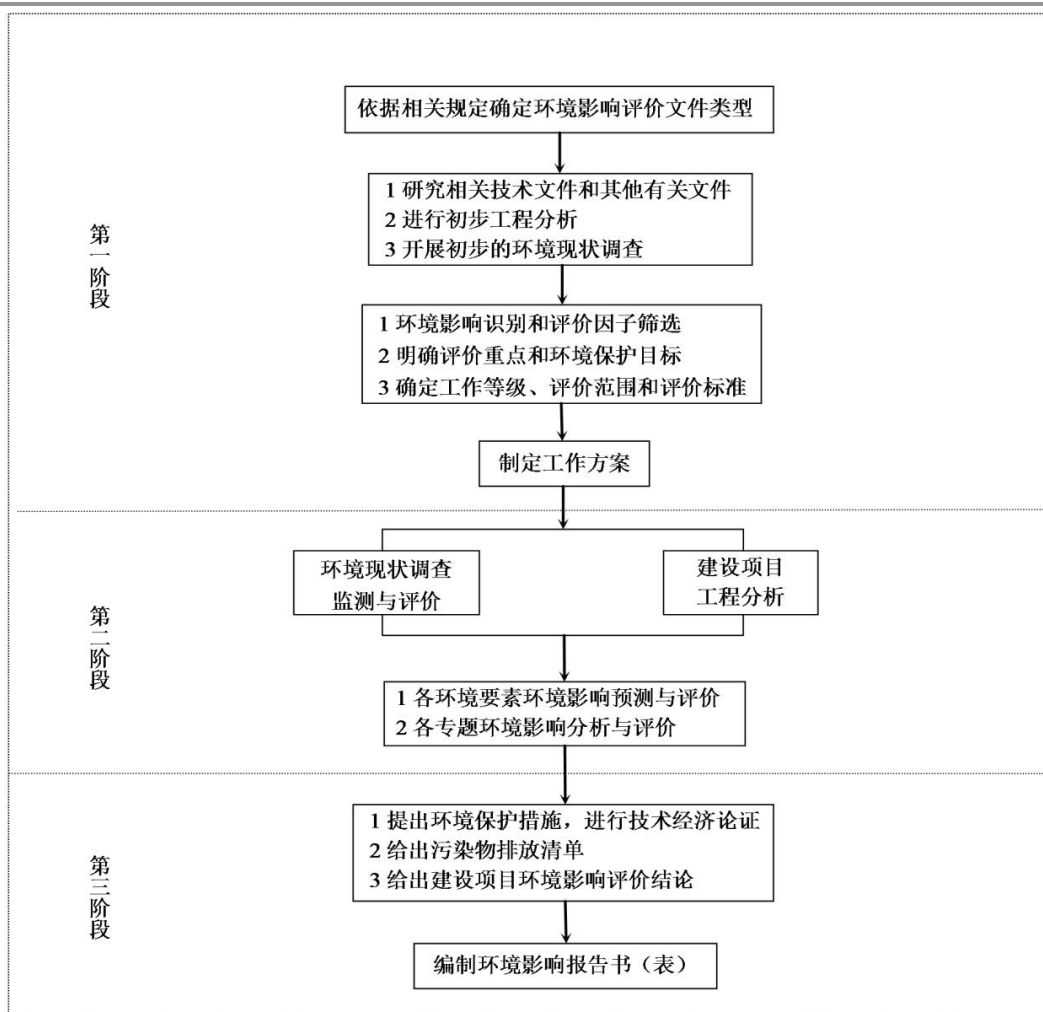 依据相关规定确定环境影响评价文件类型
1 研究相关技术文件和其他有关文件
2 进行初步工程分析
3 开展初步的环境现状调查
第一阶段
1 环境影响识别和评价因子筛选
2 明确评价重点和环境保护目标
3 确定工作等级、评价范围和评价标准
制定工作方案
环境现状调查
监测与评价
建设项目
工程分析
第二阶段
1 各环境要素环境影响预测与评价
2 各专题环境影响分析与评价
1 提出环境保护措施，进行技术经济论证
2 给出污染物排放清单
3 给出建设项目环境影响评价结论
第三阶段
编制环境影响报告书（表）